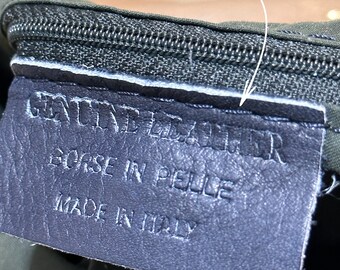 GENUINE LEATHER
BORSE IN PELLE
MADE IN ITALY